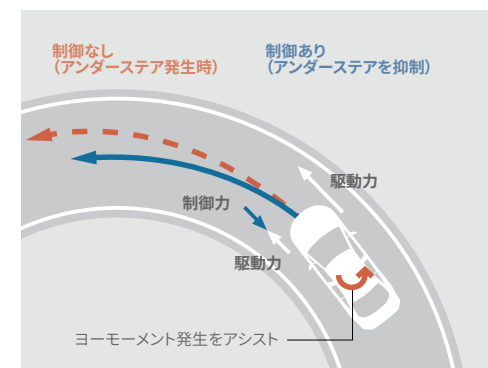 制御なし
（アンダーステア発生時）
制御あり
（アンダーステアを抑制）
駆動力
制御力
駆動力
ヨーモーメント発生をアシスト